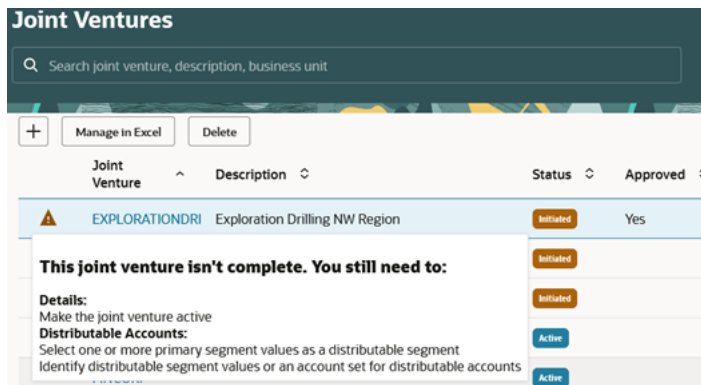 Joint Ventures
Search joint venture, description, business unit
+ Manage in Excel Delete
Joint Venture Description Status Approved
EXPLORATIONDRI Exploration Drilling NW Region Initiated Yes
This joint venture isn't complete. You still need to:
Initiated
Details:
Make the joint venture active
Initiated
Distributable Accounts:
Select one or more primary segment values as a distributable segment
Active
Identify distributable segment values or an account set for distributable accounts
Active